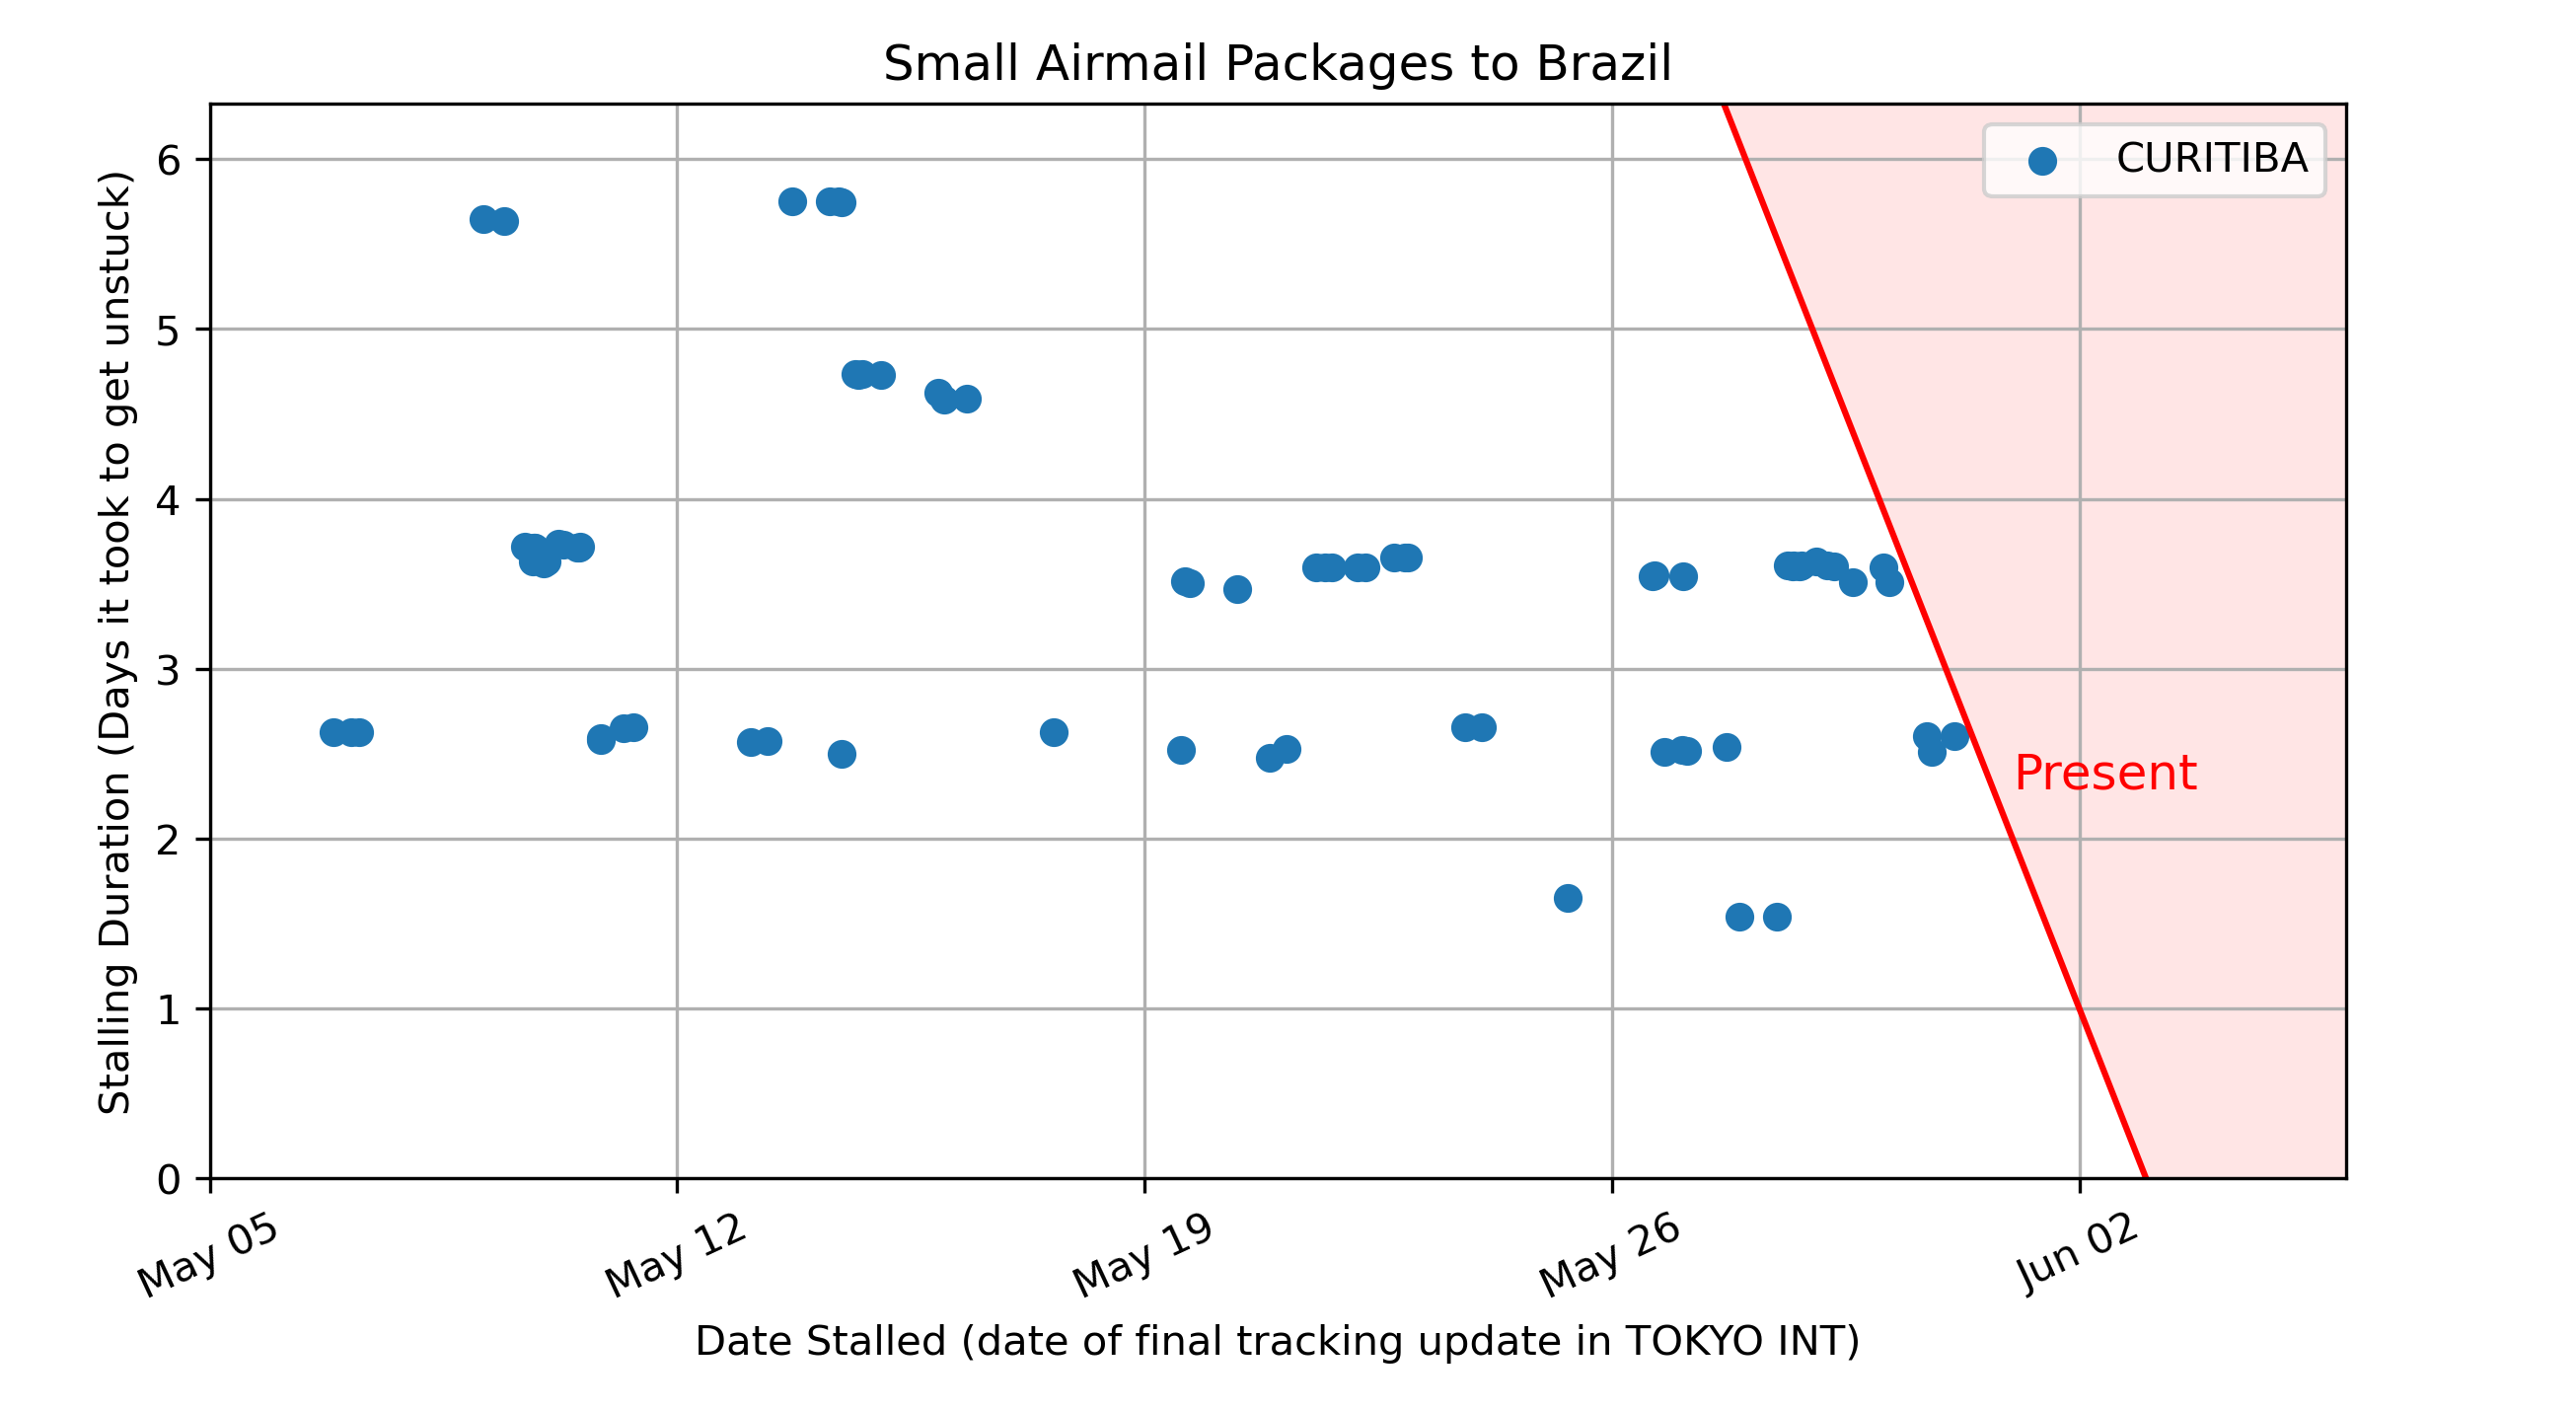 Small Airmail Packages to Brazil
CURITIBA
Stalling Duration (Days it took to get unstuck)
6
5
4
3
2
1
0
Present
May 05
May 12
May 19
May 26
Jun 02
Date Stalled (date of final tracking update in TOKYO INT)